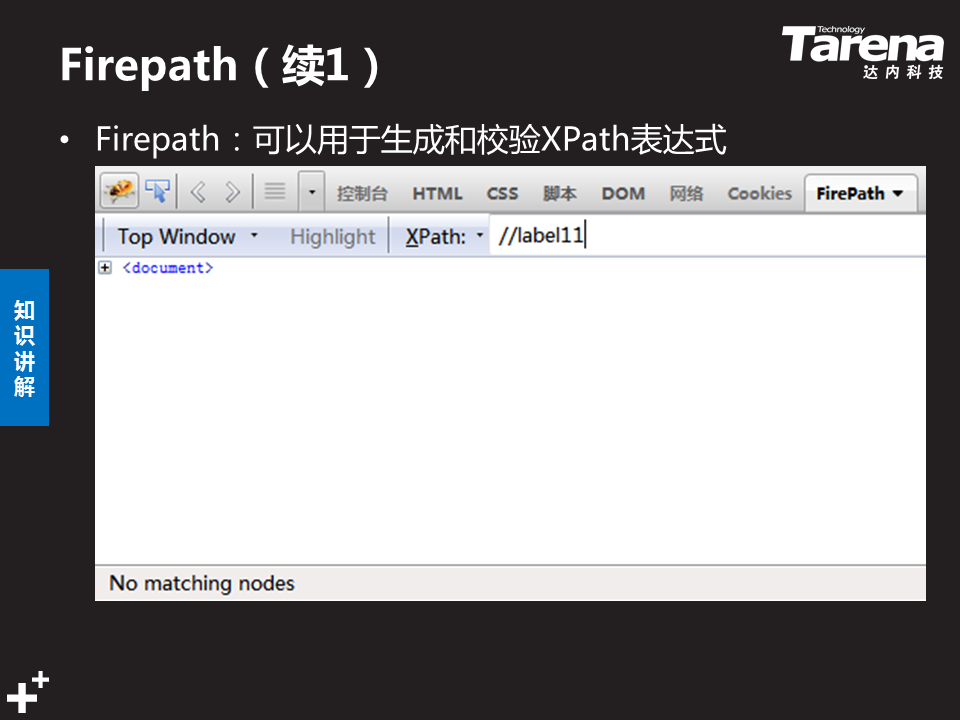 Firepath（续1）
Technology
Tarena
达内科技
• Firepath：可以用于生成和校验XPath表达式
控制台 HTML CSS 脚本 DOM 网络 Cookies FirePath
Top Window Highlight XPath: //label11
<document>
知识讲解
No matching nodes